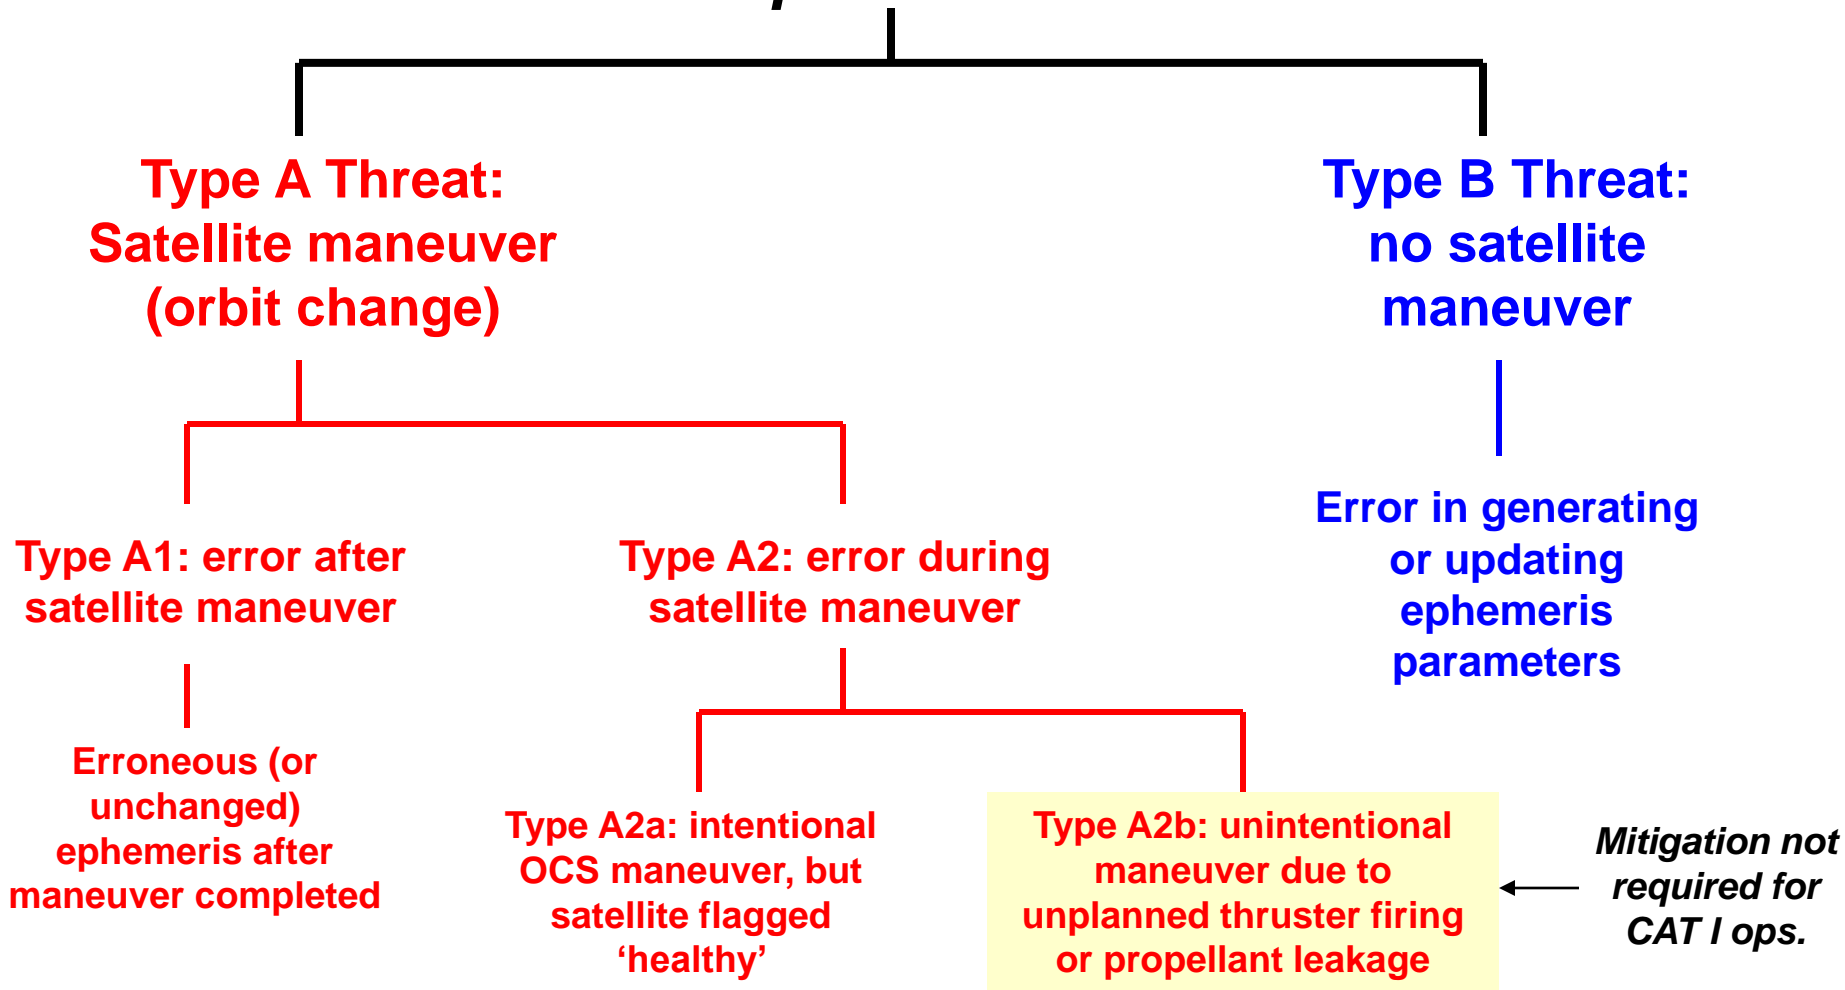 Type A Threat:
Satellite maneuver
(orbit change)
Type B Threat:
no satellite
maneuver
Type A1: error after
satellite maneuver
Type A2: error during
satellite maneuver
Error in generating
or updating
ephemeris
parameters
Erroneous (or
unchanged)
ephemeris after
maneuver completed
Type A2a: intentional
OCS maneuver, but
satellite flagged
‘healthy’
Type A2b: unintentional
maneuver due to
unplanned thruster firing
or propellant leakage
Mitigation not
required for
CAT I ops.